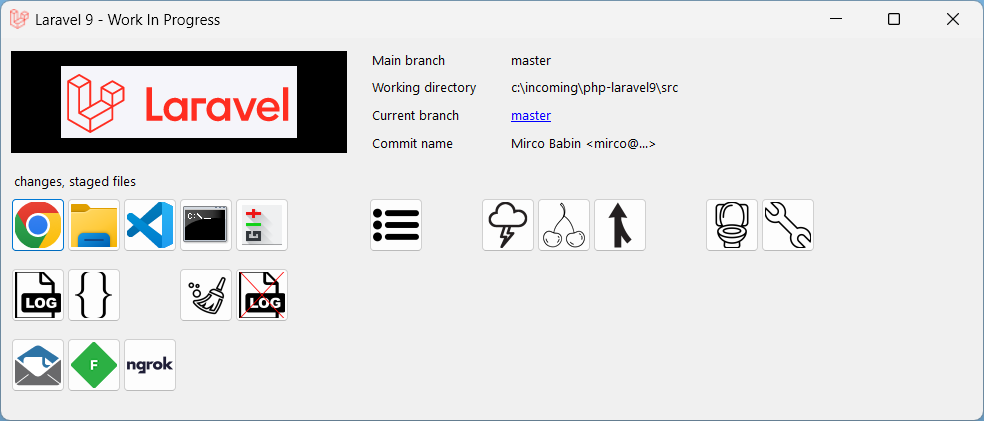 Laravel 9 - Work In Progress
Laravel
Main branch master
Working directory c:\incoming\php-laravel9\src
Current branch master
Commit name Mirco Babin <mirco@...>
changes, staged files
C:\_
LOG
{}
LOG
F
ngrok